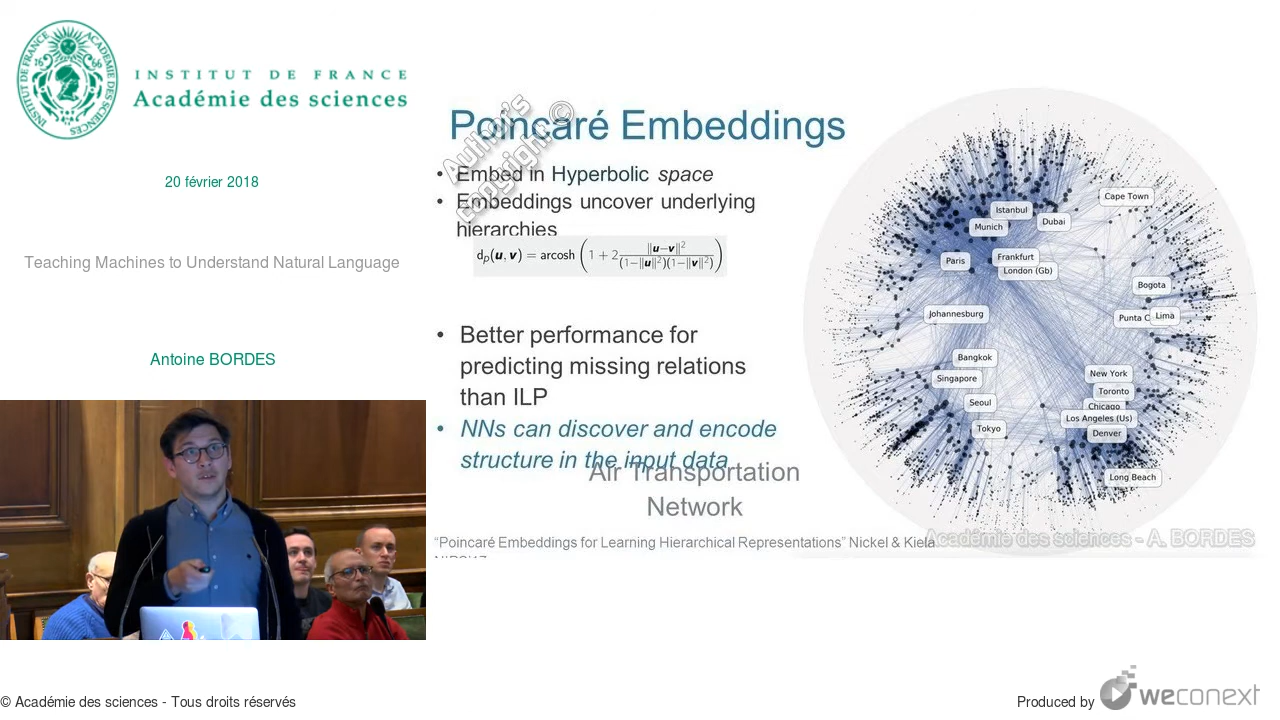 INSTITUT DE FRANCE
Académie des sciences
20 février 2018
Teaching Machines to Understand Natural Language
Antoine BORDES
Poincaré Embeddings
Author's
Copyright ©
• Embed in Hyperbolic space
• Embeddings uncover underlying
hierarchies
dp(u, v) = arcosh (1 + 2 ‖u−v‖² / (1−‖u‖²)(1−‖v‖²))
• Better performance for
predicting missing relations
than ILP
• NNs can discover and encode
structure in the input data
Air Transportation
Network
"Poincaré Embeddings for Learning Hierarchical Representations" Nickel & Kiela.
Cape Town
Istanbul
Dubai
Munich
Paris
Frankfurt
London (Gb)
Bogota
Johannesburg
Punta C
Lima
Bangkok
Singapore
New York
Toronto
Seoul
Chicago
Los Angeles (Us)
Tokyo
Denver
Long Beach
Académie des sciences - A. BORDES
© Académie des sciences - Tous droits réservés
Produced by weconext